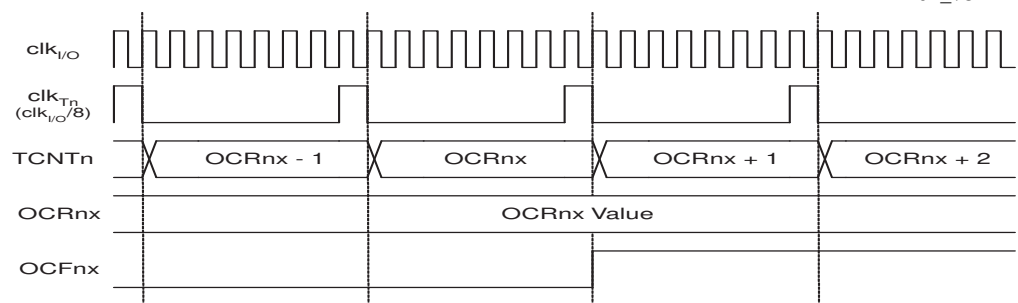 clkI/O
clkTn
(clkI/O/8)
TCNTn OCRnx - 1 OCRnx OCRnx + 1 OCRnx + 2
OCRnx OCRnx Value
OCFnx